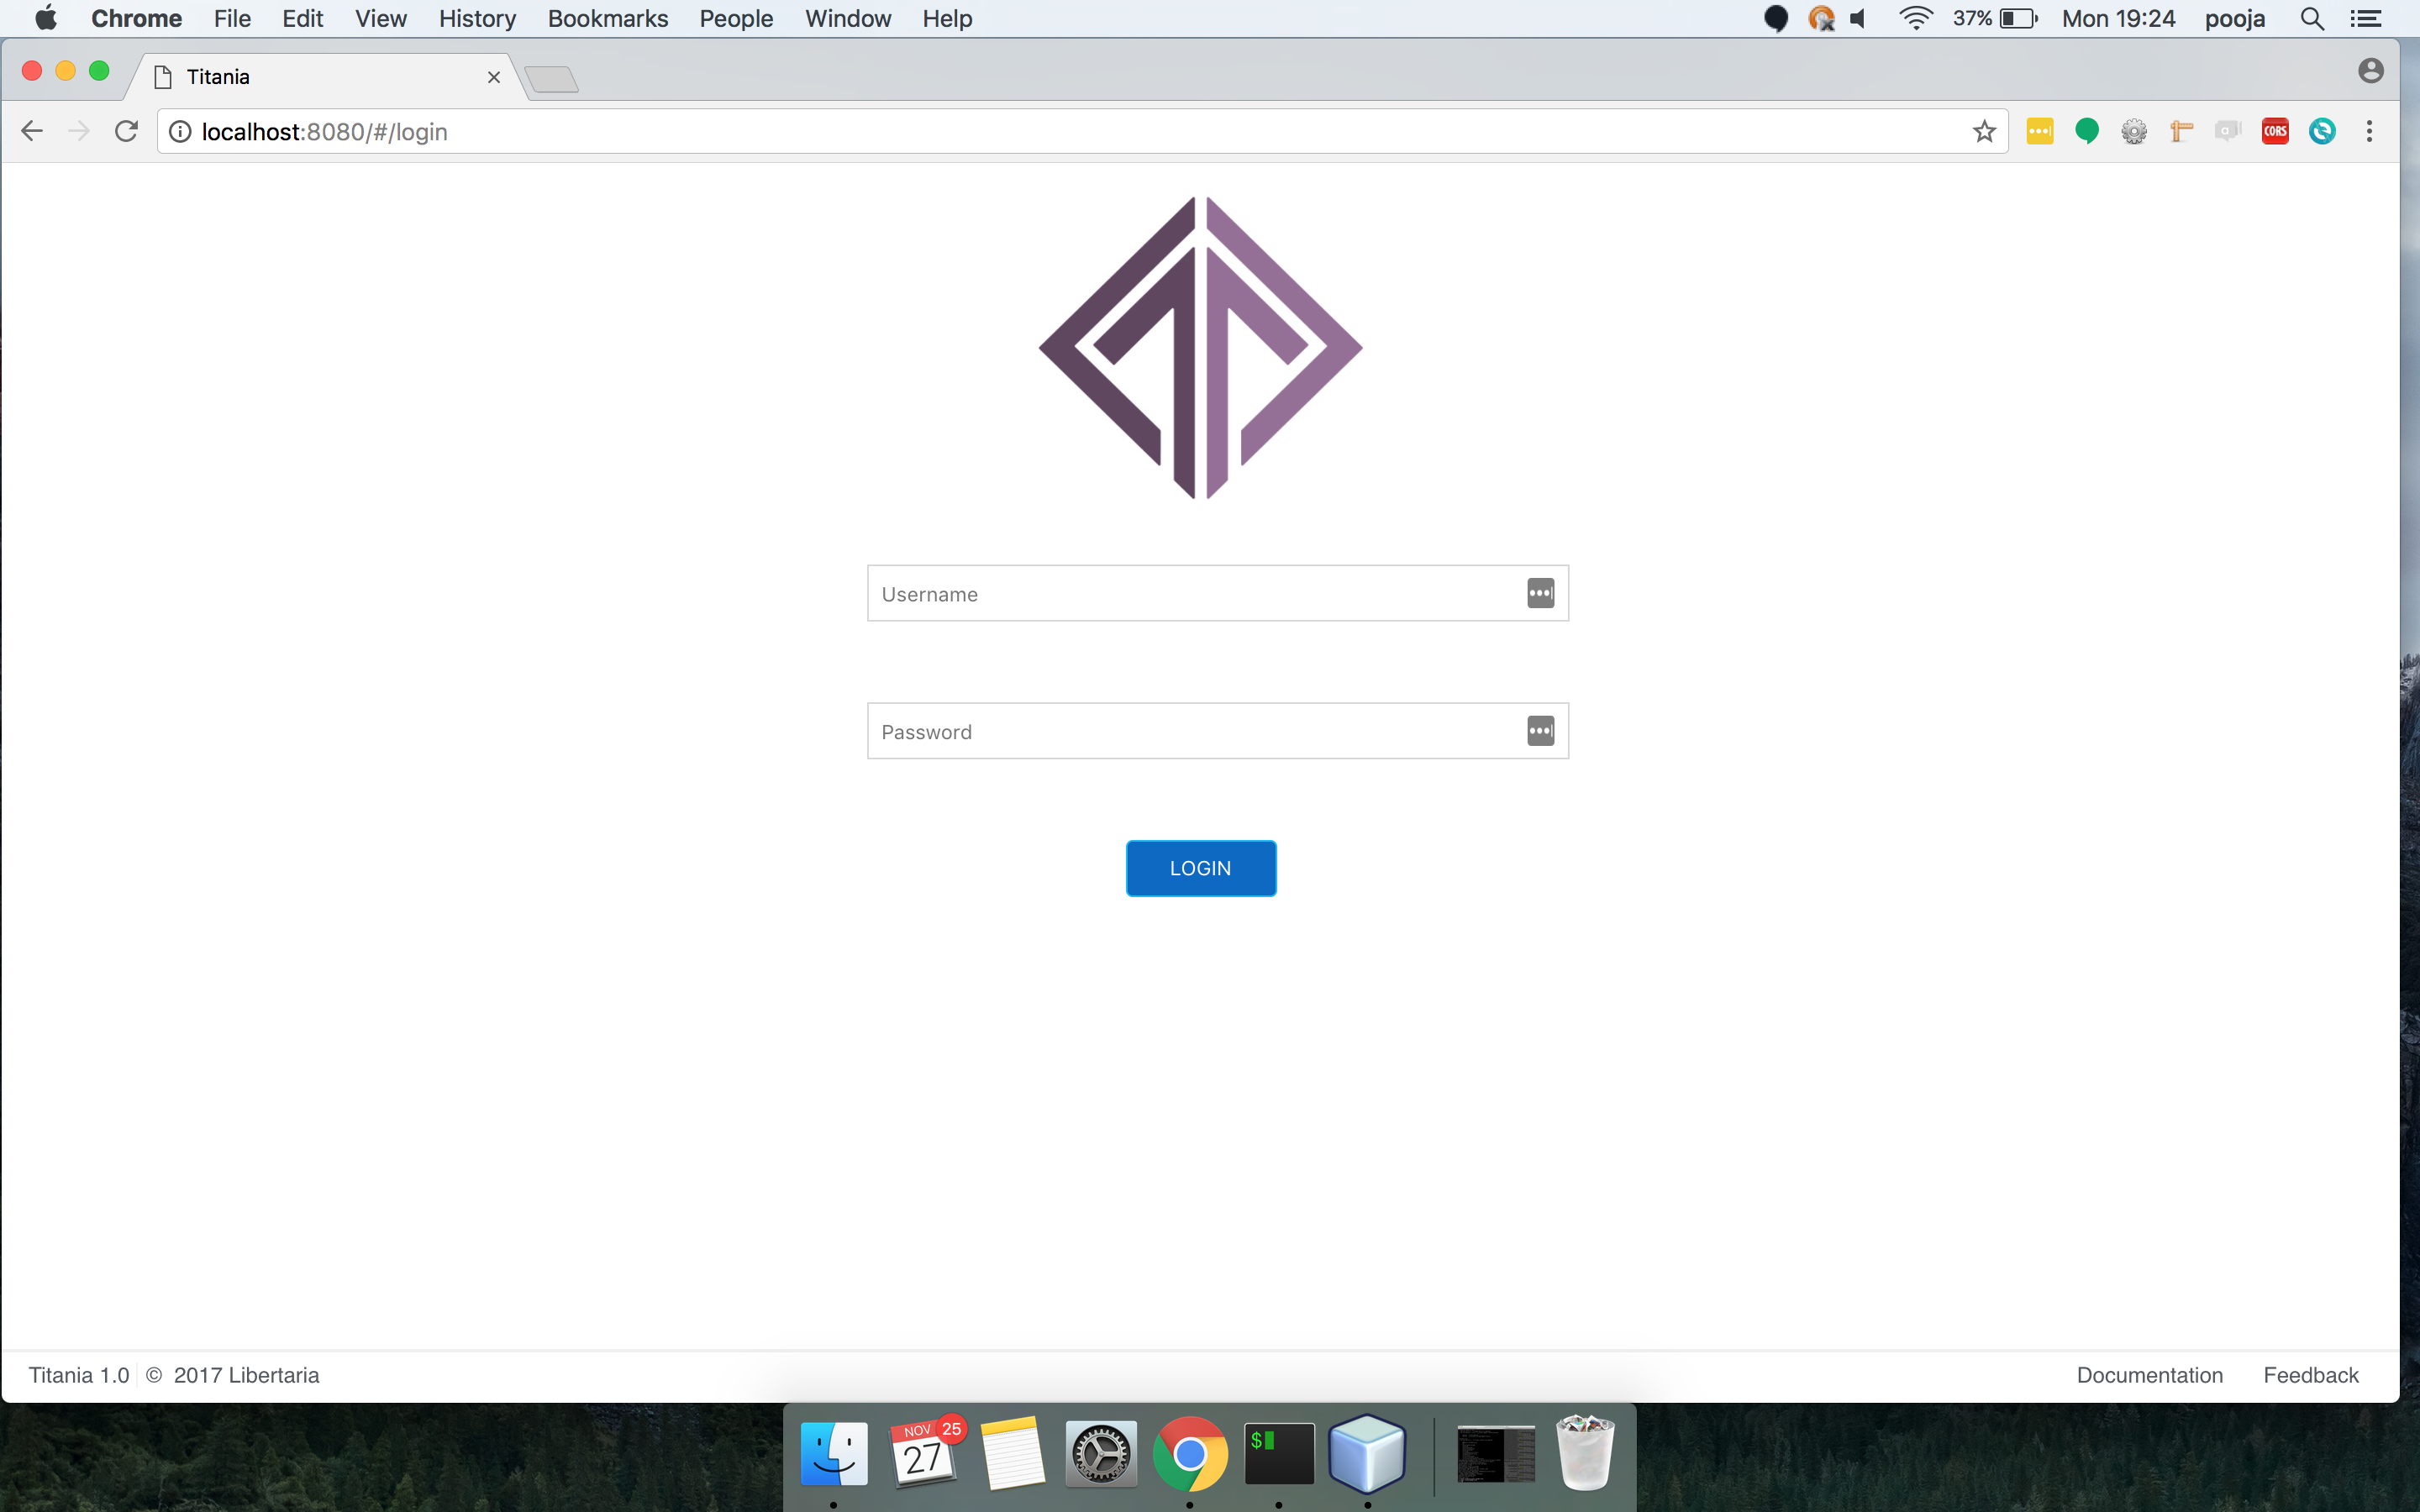 Chrome File Edit View History Bookmarks People Window Help 37% Mon 19:24 pooja
Titania
localhost:8080/#/login
CORS
Username
Password
LOGIN
Titania 1.0 © 2017 Libertaria Documentation Feedback
NOV 25
27
$